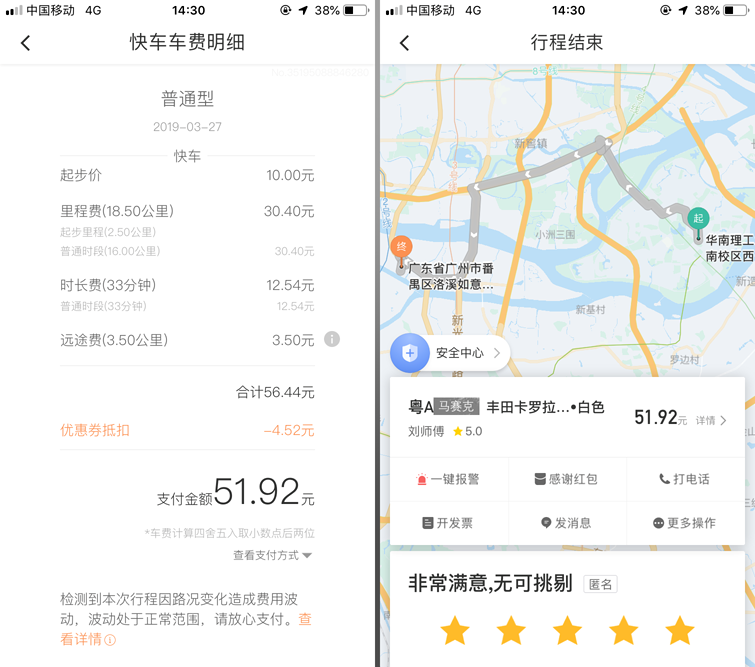 中国移动 4G 14:30 38%
快车车费明细
普通型
2019-03-27
快车
起步价 10.00元
里程费(18.50公里) 30.40元
起步里程(2.50公里)
普通时段(16.00公里) 30.40元
时长费(33分钟) 12.54元
普通时段(33分钟) 12.54元
远途费(3.50公里) 3.50元
合计56.44元
优惠券抵扣 -4.52元
支付金额51.92元
*车费计算四舍五入取小数点后两位
查看支付方式
检测到本次行程因路况变化造成费用波
动，波动处于正常范围，请放心支付。查
看详情
中国移动 4G 14:30 38%
行程结束
8号线
新窖镇
3号线
2号线
起
小洲三围
华南理工
南校区西
终
广东省广州市番
禺区洛溪如意...
新基村
新光
罗边村
安全中心
粤A马赛克 丰田卡罗拉...•白色
刘师傅 5.0
51.92元 详情
一键报警 感谢红包 打电话
开发票 发消息 更多操作
非常满意,无可挑剔 匿名